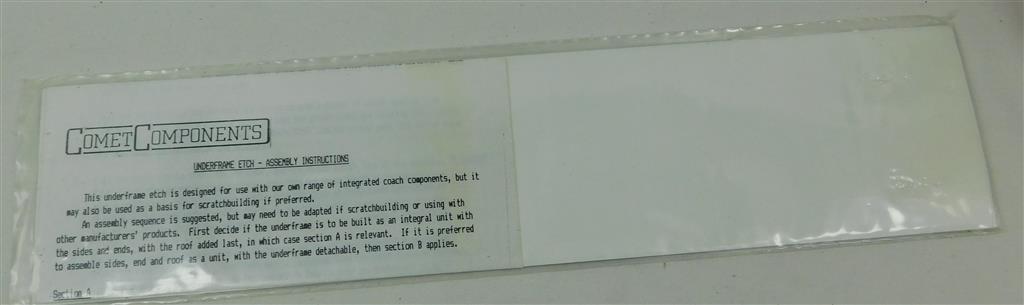 COMET COMPONENTS
UNDERFRAME ETCH - ASSEMBLY INSTRUCTIONS
This underframe etch is designed for use with our own range of integrated coach components, but it
may also be used as a basis for scratchbuilding if preferred.
An assembly sequence is suggested, but may need to be adapted if scratchbuilding or using with
other manufacturers' products. First decide if the underframe is to be built as an integral unit with
the sides and ends, with the roof added last, in which case section A is relevant. If it is preferred
to assemble sides, end and roof as a unit, with the underframe detachable, then section B applies.
Section A